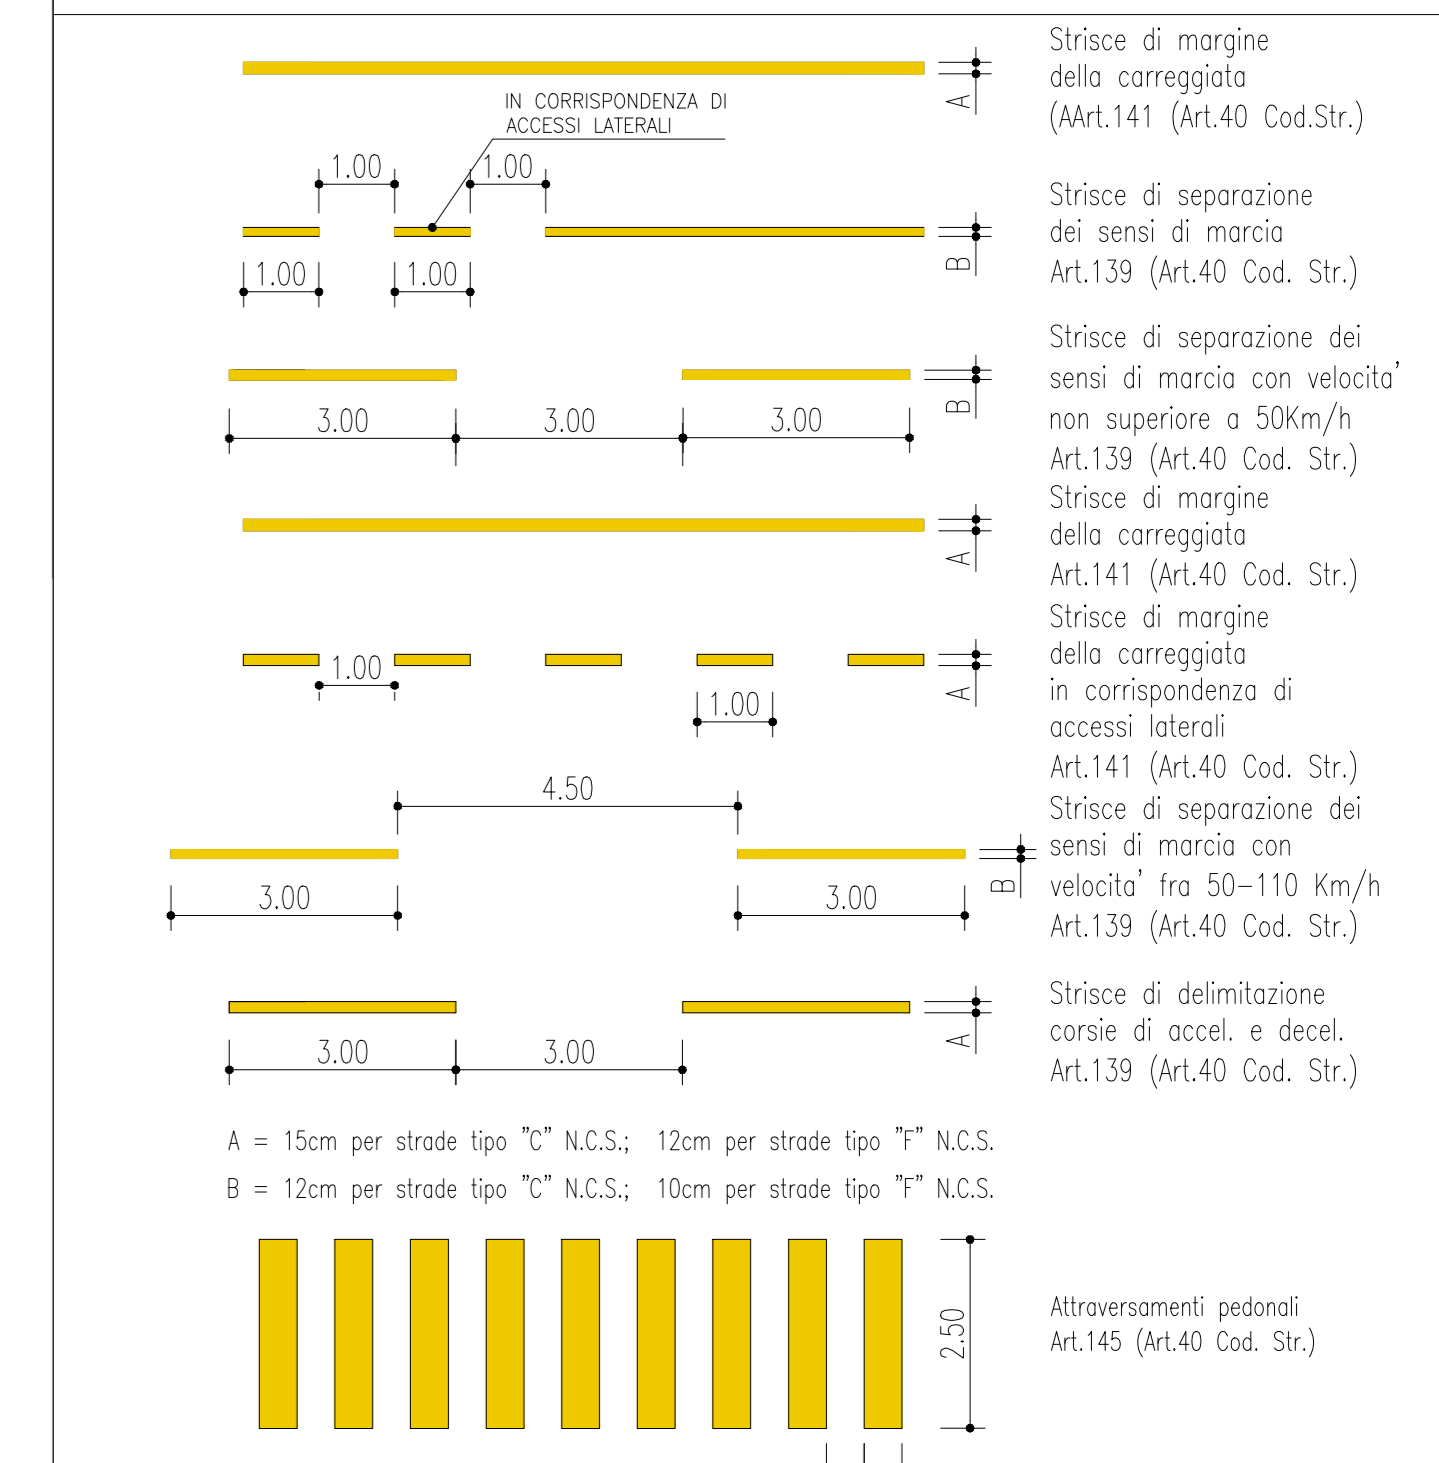 Strisce di margine
della carreggiata
(AArt.141 (Art.40 Cod.Str.)
A
IN CORRISPONDENZA DI
ACCESSI LATERALI
1.00
1.00
1.00
1.00
B
Strisce di separazione
dei sensi di marcia
Art.139 (Art.40 Cod. Str.)
Strisce di separazione dei
sensi di marcia con velocita'
non superiore a 50Km/h
Art.139 (Art.40 Cod. Str.)
B
3.00
3.00
3.00
Strisce di margine
della carreggiata
Art.141 (Art.40 Cod. Str.)
A
Strisce di margine
della carreggiata
in corrispondenza di
accessi laterali
Art.141 (Art.40 Cod. Str.)
1.00
A
1.00
4.50
Strisce di separazione dei
sensi di marcia con
velocita' fra 50-110 Km/h
Art.139 (Art.40 Cod. Str.)
B
3.00
3.00
Strisce di delimitazione
corsie di accel. e decel.
Art.139 (Art.40 Cod. Str.)
A
3.00
3.00
A = 15cm per strade tipo "C" N.C.S.; 12cm per strade tipo "F" N.C.S.
B = 12cm per strade tipo "C" N.C.S.; 10cm per strade tipo "F" N.C.S.
2.50
Attraversamenti pedonali
Art.145 (Art.40 Cod. Str.)